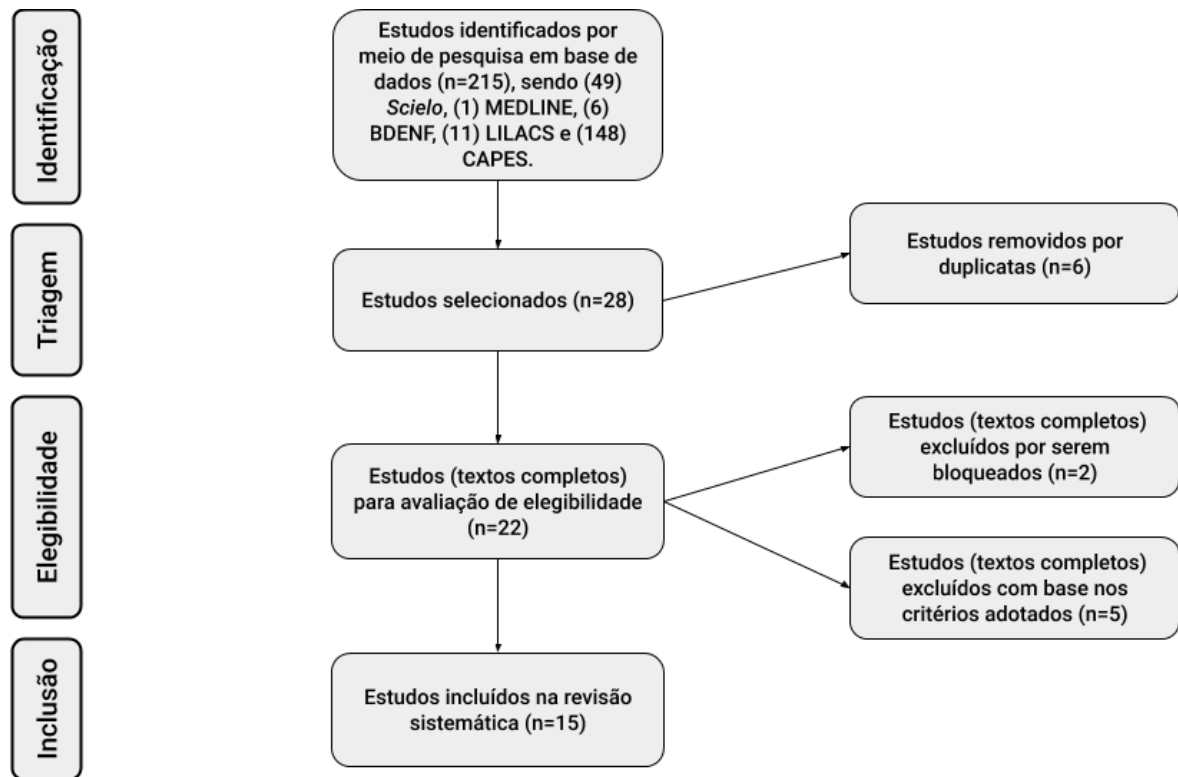 Identificação
Estudos identificados por
meio de pesquisa em base de
dados (n=215), sendo (49)
Scielo, (1) MEDLINE, (6)
BDENF, (11) LILACS e (148)
CAPES.
Triagem
Estudos selecionados (n=28)
Estudos removidos por
duplicatas (n=6)
Elegibilidade
Estudos (textos completos)
para avaliação de elegibilidade
(n=22)
Estudos (textos completos)
excluídos por serem
bloqueados (n=2)
Estudos (textos completos)
excluídos com base nos
critérios adotados (n=5)
Inclusão
Estudos incluídos na revisão
sistemática (n=15)